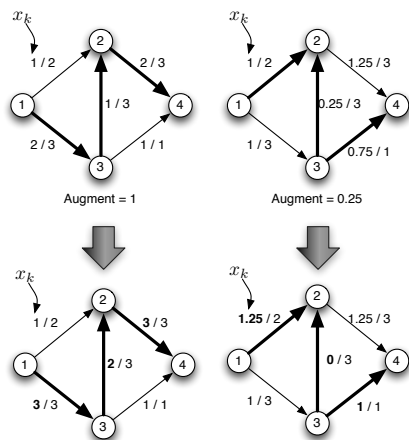 x_k
2
1 / 2
2 / 3
1
1 / 3
4
2 / 3
1 / 1
3
Augment = 1
x_k
2
1 / 2
1.25 / 3
1
0.25 / 3
4
1 / 3
0.75 / 1
3
Augment = 0.25
x_k
2
1 / 2
3 / 3
1
2 / 3
4
3 / 3
1 / 1
3
x_k
2
1.25 / 2
1.25 / 3
1
0 / 3
4
1 / 3
1 / 1
3